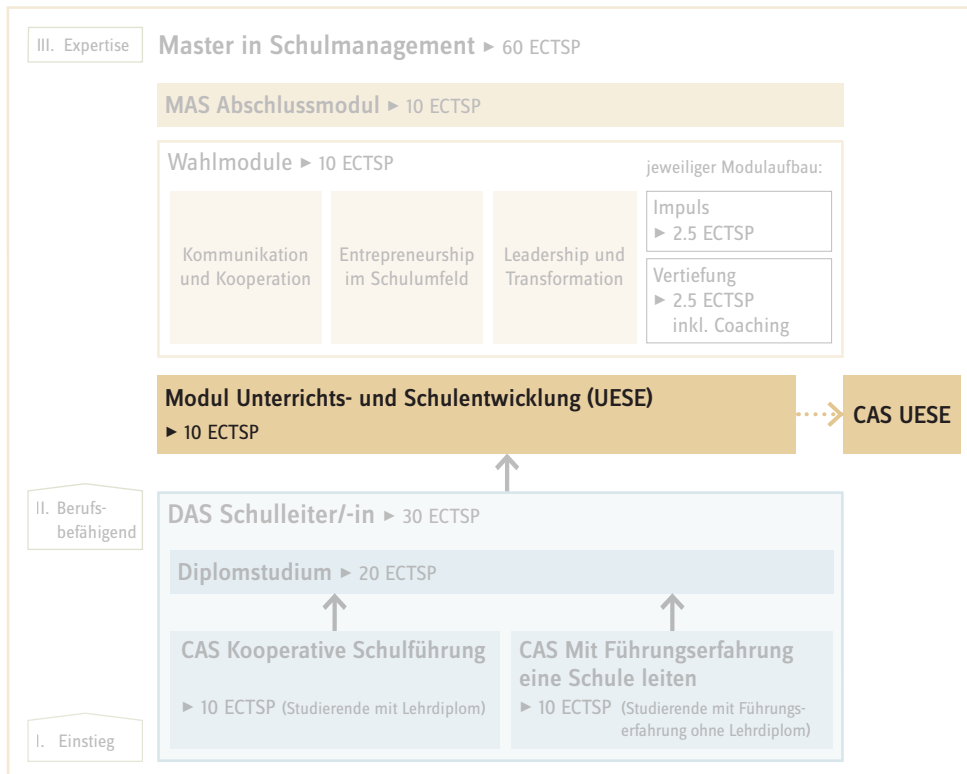 III. Expertise
Master in Schulmanagement ► 60 ECTSP
MAS Abschlussmodul ► 10 ECTSP
Wahlmodule ► 10 ECTSP
jeweiliger Modulaufbau:
Kommunikation
und Kooperation
Entrepreneurship
im Schulumfeld
Leadership und
Transformation
Impuls
► 2.5 ECTSP
Vertiefung
► 2.5 ECTSP
inkl. Coaching
Modul Unterrichts- und Schulentwicklung (UESE)
► 10 ECTSP
CAS UESE
II. Berufs-
befähigend
DAS Schulleiter/-in ► 30 ECTSP
Diplomstudium ► 20 ECTSP
CAS Kooperative Schulführung
► 10 ECTSP (Studierende mit Lehrdiplom)
CAS Mit Führungserfahrung
eine Schule leiten
► 10 ECTSP (Studierende mit Führungs-
erfahrung ohne Lehrdiplom)
I. Einstieg